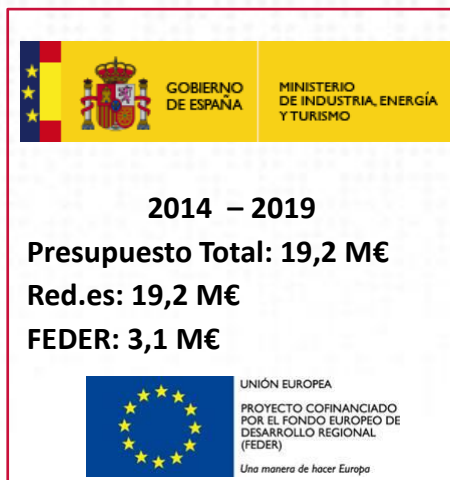 GOBIERNO
DE ESPAÑA
MINISTERIO
DE INDUSTRIA, ENERGÍA
Y TURISMO
2014 – 2019
Presupuesto Total: 19,2 M€
Red.es: 19,2 M€
FEDER: 3,1 M€
UNIÓN EUROPEA
PROYECTO COFINANCIADO
POR EL FONDO EUROPEO DE
DESARROLLO REGIONAL
(FEDER)
Una manera de hacer Europa